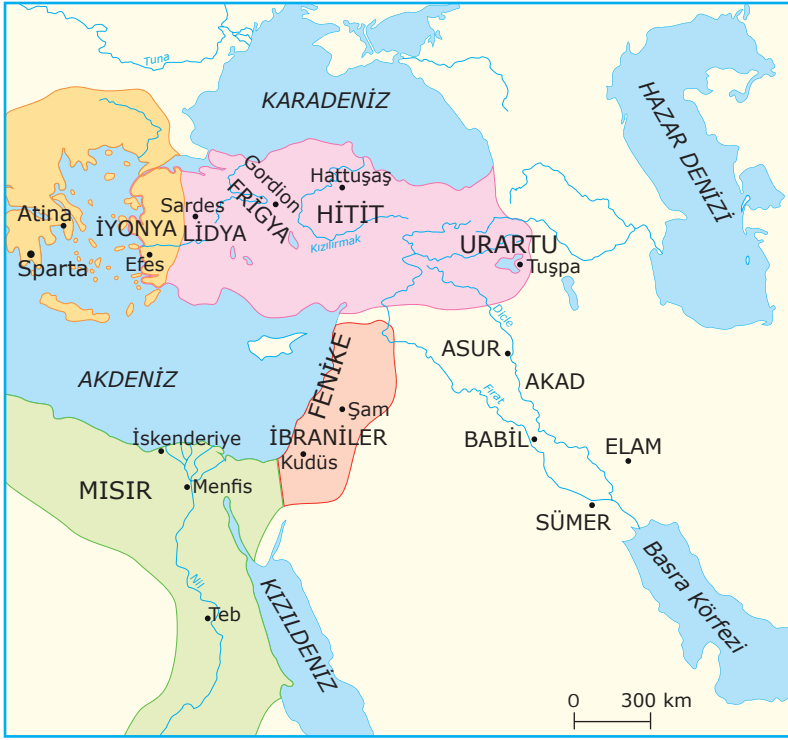 Tuna
KARADENİZ
HAZAR DENİZİ
Gordion
Hattuşaş
FRİGYA
Sardes
HİTİT
Atina
İYONYA
LİDYA
Kızılırmak
URARTU
Sparta
Efes
Tuşpa
Dicle
FENİKE
ASUR
AKDENİZ
AKAD
Fırat
Şam
İskenderiye
İBRANİLER
BABİL
ELAM
Kudüs
MISIR
Menfis
SÜMER
Basra Körfezi
Nil
KIZILDENİZ
Teb
0 300 km